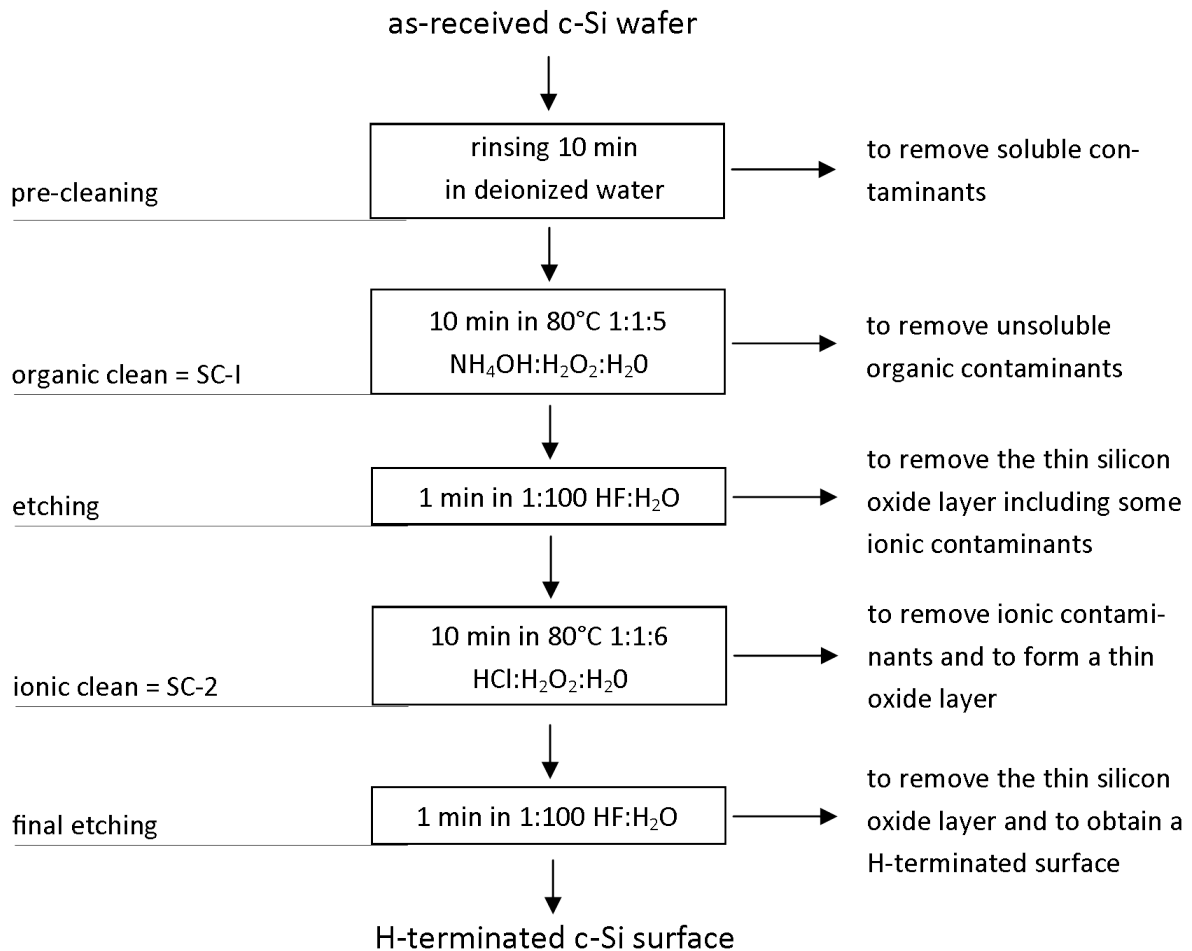 as-received c-Si wafer
rinsing 10 min
in deionized water
to remove soluble con-
taminants
pre-cleaning
10 min in 80°C 1:1:5
NH₄OH:H₂O₂:H₂0
to remove unsoluble
organic contaminants
organic clean = SC-I
1 min in 1:100 HF:H₂O
to remove the thin silicon
oxide layer including some
ionic contaminants
etching
10 min in 80°C 1:1:6
HCl:H₂O₂:H₂0
to remove ionic contami-
nants and to form a thin
oxide layer
ionic clean = SC-2
1 min in 1:100 HF:H₂O
to remove the thin silicon
oxide layer and to obtain a
H-terminated surface
final etching
H-terminated c-Si surface